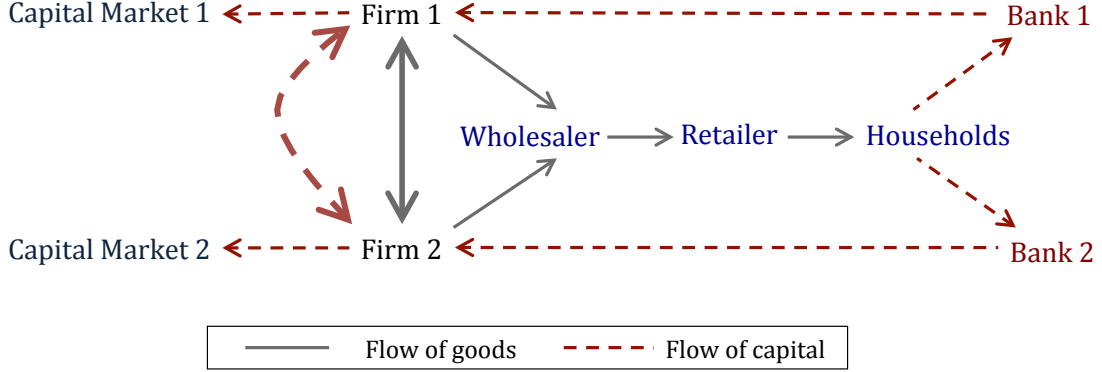 Capital Market 1
Firm 1
Bank 1
Wholesaler
Retailer
Households
Capital Market 2
Firm 2
Bank 2
Flow of goods
Flow of capital